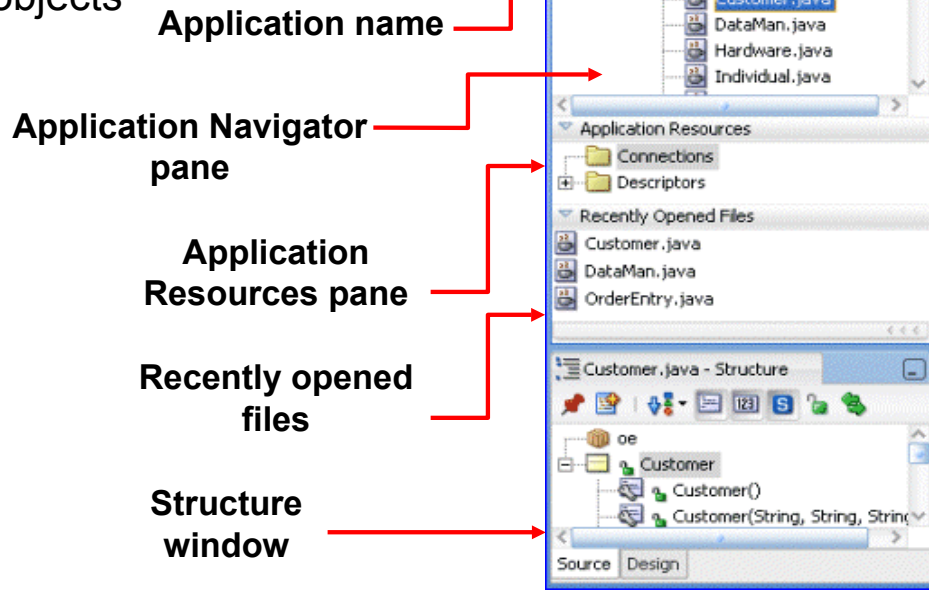 objects
Application name
Customer.java
DataMan.java
Hardware.java
Individual.java
Application Navigator
pane
Application Resources
Connections
Descriptors
Recently Opened Files
Customer.java
DataMan.java
OrderEntry.java
Application
Resources pane
Recently opened
files
Customer.java - Structure
123
S
oe
Customer
Customer()
Customer(String, String, String
Structure
window
Source Design